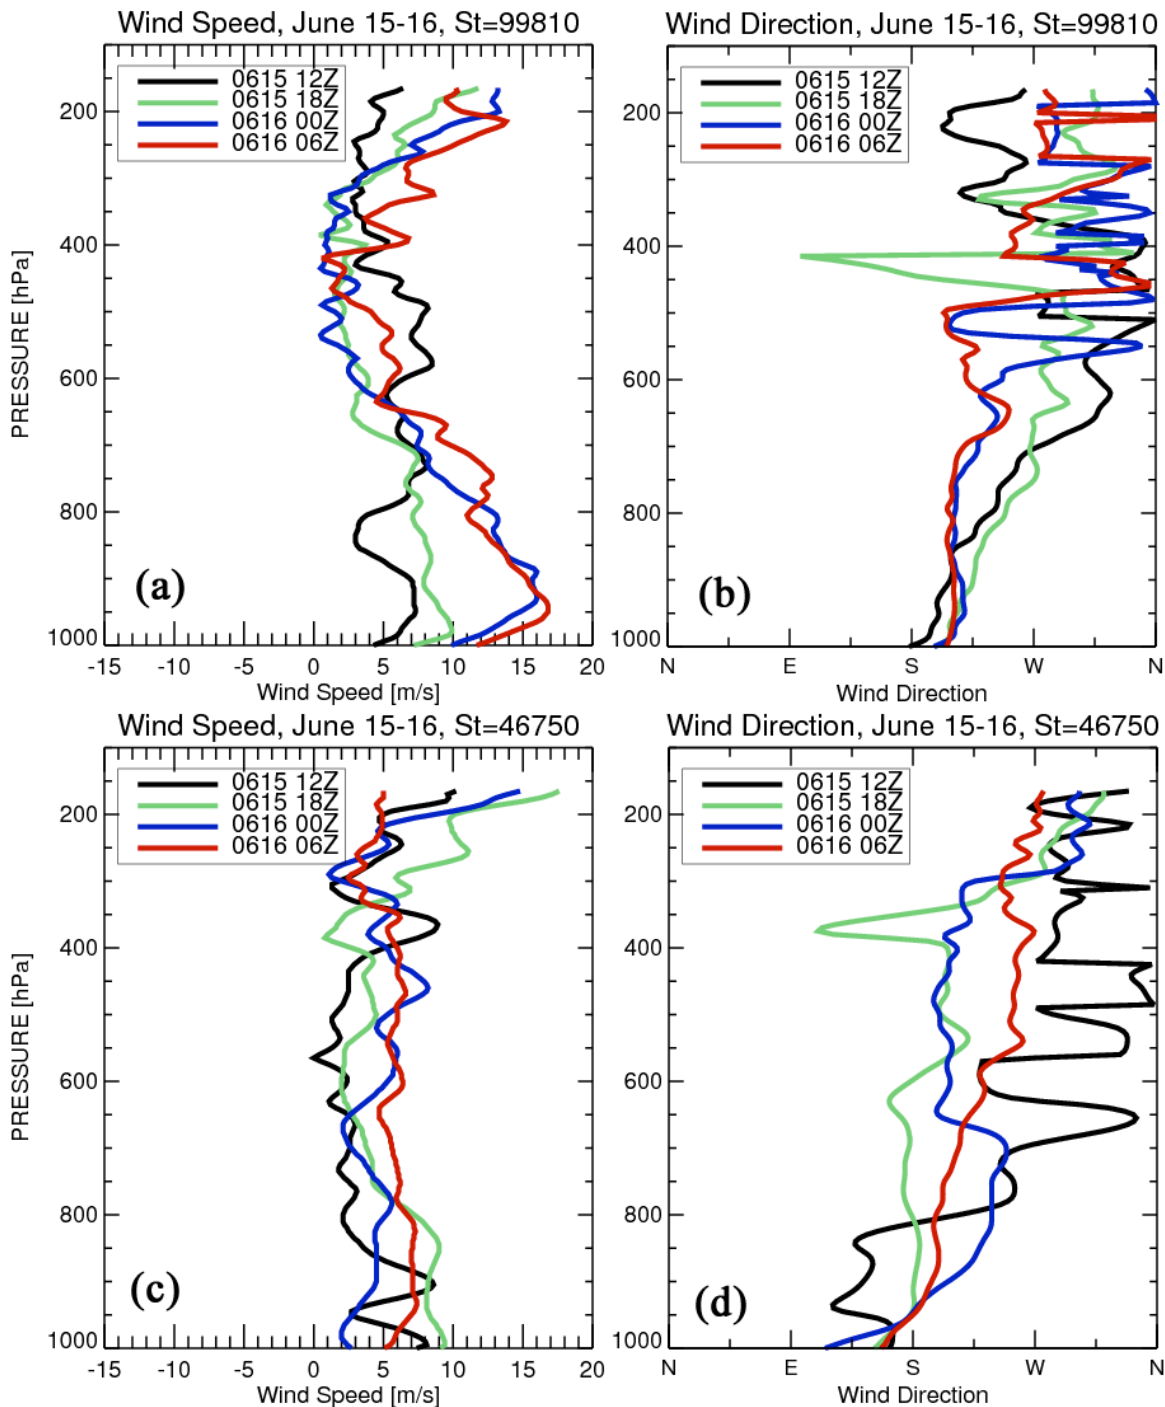 Wind Speed, June 15-16, St=99810
0615 12Z
0615 18Z
0616 00Z
0616 06Z
200
400
600
800
1000
PRESSURE [hPa]
(a)
-15 -10 -5 0 5 10 15 20
Wind Speed [m/s]
Wind Direction, June 15-16, St=99810
0615 12Z
0615 18Z
0616 00Z
0616 06Z
200
400
600
800
1000
(b)
N E S W N
Wind Direction
Wind Speed, June 15-16, St=46750
0615 12Z
0615 18Z
0616 00Z
0616 06Z
200
400
600
800
1000
PRESSURE [hPa]
(c)
-15 -10 -5 0 5 10 15 20
Wind Speed [m/s]
Wind Direction, June 15-16, St=46750
0615 12Z
0615 18Z
0616 00Z
0616 06Z
200
400
600
800
1000
(d)
N E S W N
Wind Direction